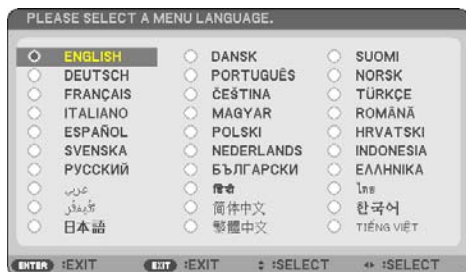 PLEASE SELECT A MENU LANGUAGE.
ENGLISH DANSK SUOMI
DEUTSCH PORTUGUÊS NORSK
FRANÇAIS ČEŠTINA TÜRKÇE
ITALIANO MAGYAR ROMÂNĂ
ESPAÑOL POLSKI HRVATSKI
SVENSKA NEDERLANDS INDONESIA
РУССКИЙ БЪЛГАРСКИ ΕΛΛΗΝΙΚΑ
عربي हिन्दी ไทย
简体中文 한국어
日本語 繁體中文 TIẾNG VIỆT
ENTER :EXIT EXIT :EXIT :SELECT :SELECT